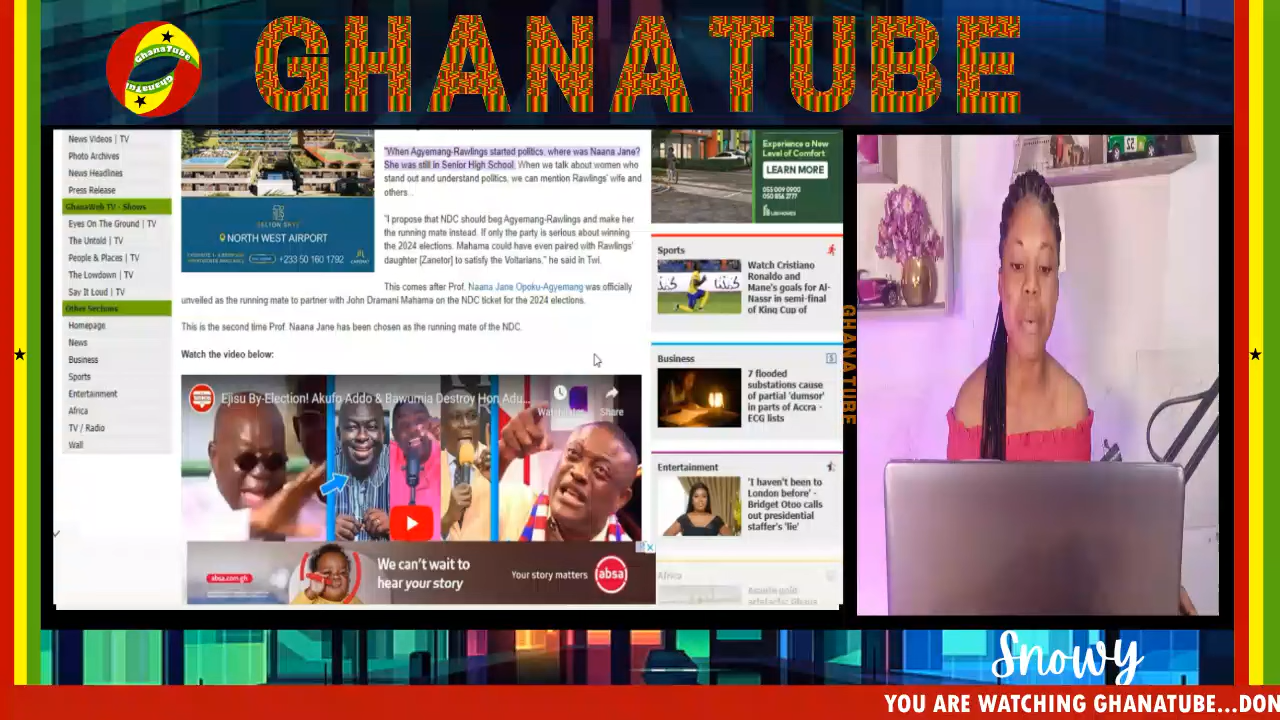 GHANATUBE
GhanaTube
News Videos | TV
Photo Archives
News Headlines
Press Release
GhanaWeb TV - Shows
Eyes On The Ground | TV
The Untold | TV
People & Places | TV
The Lowdown | TV
Say It Loud | TV
Other Sections
Homepage
News
Business
Sports
Entertainment
Africa
TV / Radio
Wall
NORTH WEST AIRPORT
+233 50 160 1792
"When Agyemang-Rawlings started politics, where was Naana Jane?
She was still in Senior High School. When we talk about women who
stand out and understand politics, we can mention Rawlings' wife and
others...
"I propose that NDC should beg Agyemang-Rawlings and make her
the running mate instead. If only the party is serious about winning
the 2024 elections. Mahama could have even paired with Rawlings'
daughter [Zanetor] to satisfy the Voltarians," he said in Twi.
This comes after Prof. Naana Jane Opoku-Agyemang was officially
unveiled as the running mate to partner with John Dramani Mahama on the NDC ticket for the 2024 elections.
This is the second time Prof. Naana Jane has been chosen as the running mate of the NDC.
Watch the video below:
Ejisu By-Election! Akufo Addo & Bawumia Destroy Hon Adu...
Share
absa.com.gh
We can't wait to
hear your story
Your story matters
absa
Experience a New
Level of Comfort
LEARN MORE
Sports
Watch Cristiano
Ronaldo and
Mane's goals for Al-
Nassr in semi-final
of King Cup of
Business
7 flooded
substations cause
of partial 'dumsor'
in parts of Accra -
ECG lists
Entertainment
'I haven't been to
London before' -
Bridget Otoo calls
out presidential
staffer's 'lie'
Africa
GHANATUBE
Snowy
YOU ARE WATCHING GHANATUBE...DON